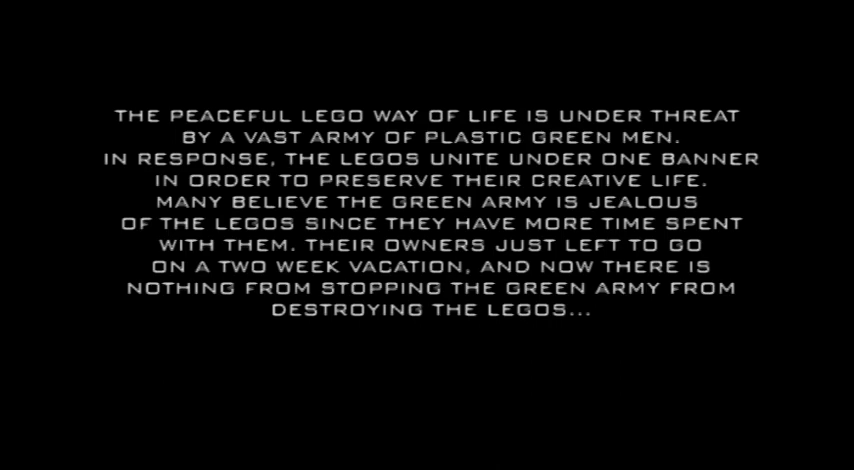 THE PEACEFUL LEGO WAY OF LIFE IS UNDER THREAT
BY A VAST ARMY OF PLASTIC GREEN MEN.
IN RESPONSE, THE LEGOS UNITE UNDER ONE BANNER
IN ORDER TO PRESERVE THEIR CREATIVE LIFE.
MANY BELIEVE THE GREEN ARMY IS JEALOUS
OF THE LEGOS SINCE THEY HAVE MORE TIME SPENT
WITH THEM. THEIR OWNERS JUST LEFT TO GO
ON A TWO WEEK VACATION, AND NOW THERE IS
NOTHING FROM STOPPING THE GREEN ARMY FROM
DESTROYING THE LEGOS...